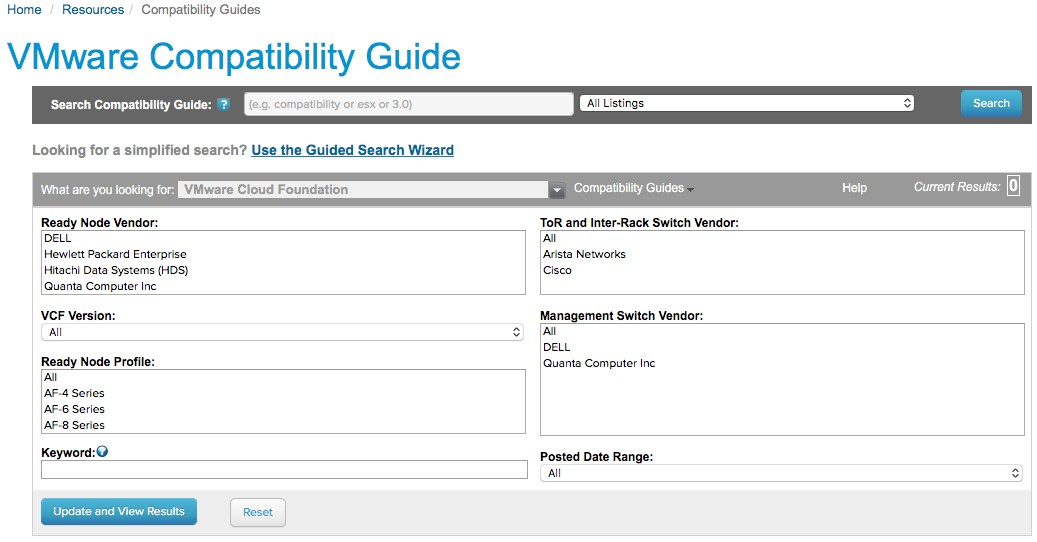 Home / Resources / Compatibility Guides
VMware Compatibility Guide
Search Compatibility Guide: ? (e.g. compatibility or esx or 3.0) All Listings Search
Looking for a simplified search? Use the Guided Search Wizard
What are you looking for: VMware Cloud Foundation Compatibility Guides Help Current Results: 0
Ready Node Vendor:
DELL
Hewlett Packard Enterprise
Hitachi Data Systems (HDS)
Quanta Computer Inc
ToR and Inter-Rack Switch Vendor:
All
Arista Networks
Cisco
VCF Version:
All
Management Switch Vendor:
All
DELL
Quanta Computer Inc
Ready Node Profile:
All
AF-4 Series
AF-6 Series
AF-8 Series
Keyword:
Posted Date Range:
All
Update and View Results Reset